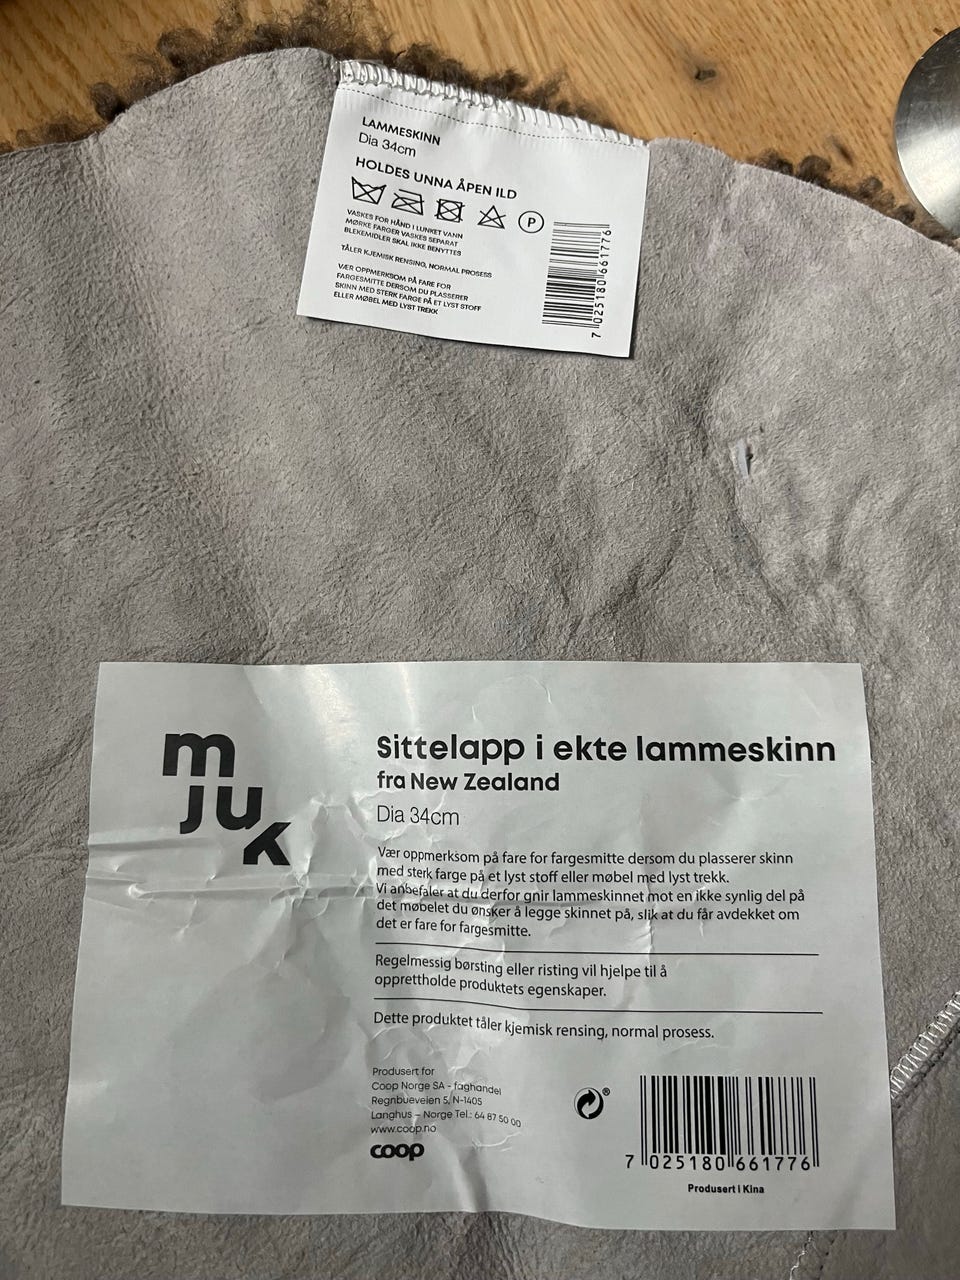 LAMMESKINN
Dia 34cm
HOLDES UNNA ÅPEN ILD
P
VASKES FOR HÅND I LUNKET VANN
MØRKE FARGER VASKES SEPARAT
BLEKEMIDLER SKAL IKKE BENYTTES
TÅLER KJEMISK RENSING, NORMAL PROSESS
VÆR OPPMERKSOM PÅ FARE FOR
FARGESMITTE DERSOM DU PLASSERER
SKINN MED STERK FARGE PÅ ET LYST STOFF
ELLER MØBEL MED LYST TREKK
7 025180 661776
m
ju
k
Sittelapp i ekte lammeskinn
fra New Zealand
Dia 34cm
Vær oppmerksom på fare for fargesmitte dersom du plasserer skinn
med sterk farge på et lyst stoff eller møbel med lyst trekk.
Vi anbefaler at du derfor gnir lammeskinnet mot en ikke synlig del på
det møbelet du ønsker å legge skinnet på, slik at du får avdekket om
det er fare for fargesmitte.
Regelmessig børsting eller risting vil hjelpe til å
opprettholde produktets egenskaper.
Dette produktet tåler kjemisk rensing, normal prosess.
Produsert for
Coop Norge SA - faghandel
Regnbueveien 5, N-1405
Langhus – Norge Tel.: 64 87 50 00
www.coop.no
coop
®
7 025180 661776
Produsert i Kina